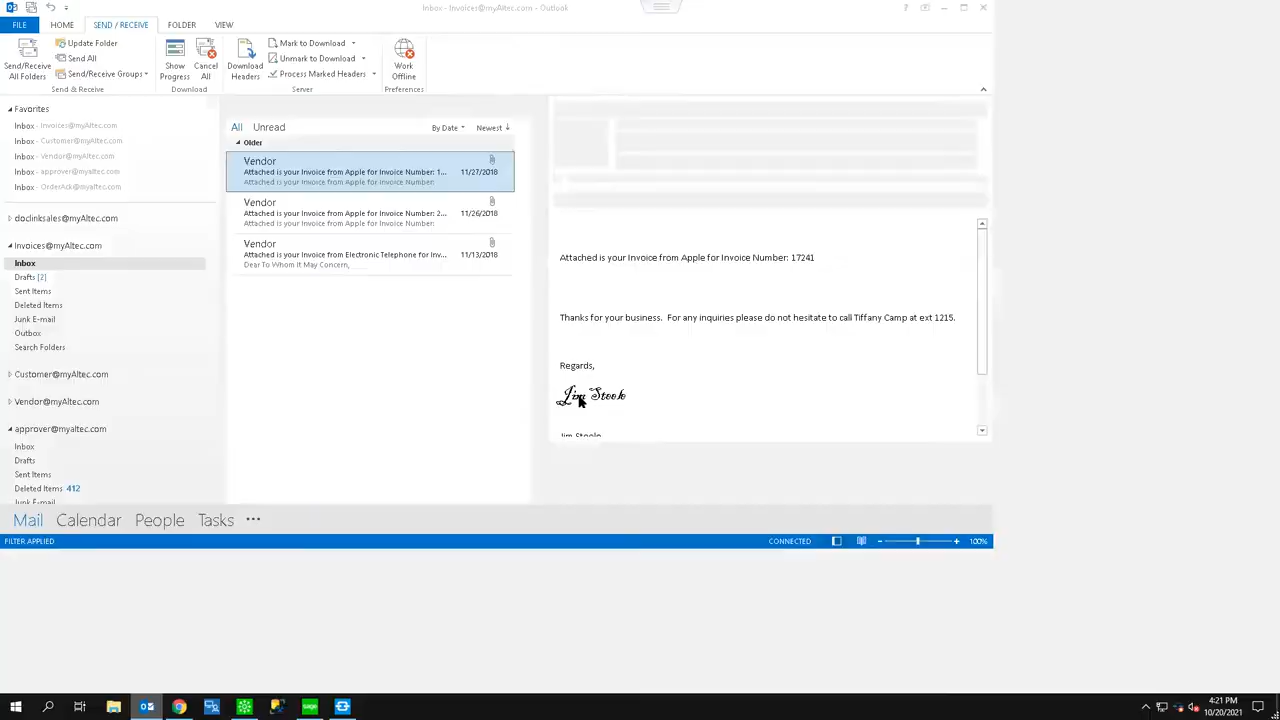 Inbox - Invoices@myAltec.com - Outlook
FILE HOME SEND / RECEIVE FOLDER VIEW
Send/Receive All Folders
Update Folder
Send All
Send/Receive Groups
Send & Receive
Show Progress
Cancel All
Download
Download Headers
Mark to Download
Unmark to Download
Process Marked Headers
Server
Work Offline
Preferences
Favorites
Inbox - Invoices@myAltec.com
Inbox - Customer@myAltec.com
Inbox - Vendor@myAltec.com
Inbox - approver@myaltec.com
Inbox - OrderAck@myAltec.com
doclinksales@myAltec.com
Invoices@myAltec.com
Inbox
Drafts [2]
Sent Items
Deleted Items
Junk E-mail
Outbox
Search Folders
Customer@myAltec.com
Vendor@myAltec.com
approver@myaltec.com
Inbox
Drafts
Sent Items
Deleted Items 412
Junk E-mail
All Unread By Date Newest
Older
Vendor
Attached is your Invoice from Apple for Invoice Number: 1... 11/27/2018
Attached is your Invoice from Apple for Invoice Number:
Vendor
Attached is your Invoice from Apple for Invoice Number: 2... 11/26/2018
Attached is your Invoice from Apple for Invoice Number:
Vendor
Attached is your Invoice from Electronic Telephone for Inv... 11/13/2018
Dear To Whom It May Concern,
Attached is your Invoice from Apple for Invoice Number: 17241
Thanks for your business. For any inquiries please do not hesitate to call Tiffany Camp at ext 1215.
Regards,
Jim Steele
Jim Steele
Mail Calendar People Tasks ...
FILTER APPLIED CONNECTED 100%
sage
4:21 PM
10/20/2021